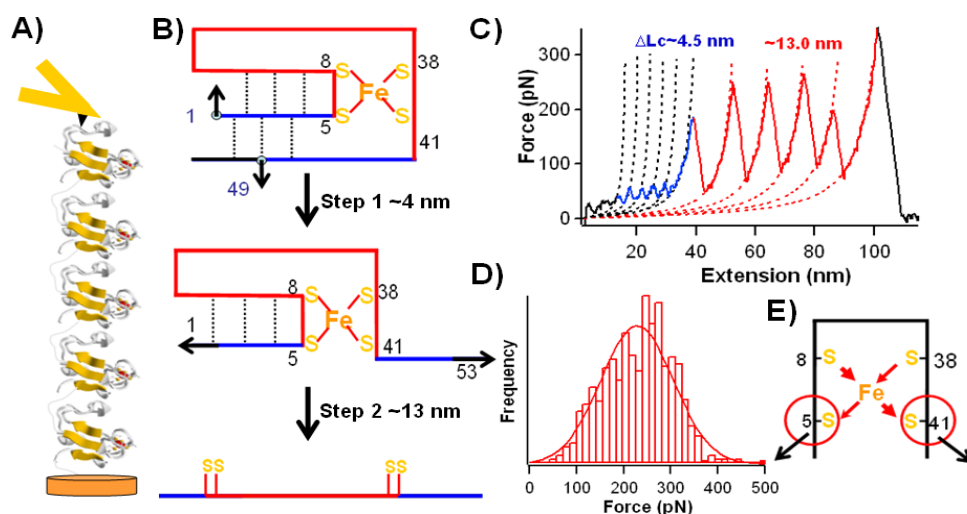 A)
B)
8
S
S
38
Fe
1
S
S
5
41
49
Step 1 ~4 nm
8
S
S
38
Fe
1
S
S
41
5
53
Step 2 ~13 nm
SS
SS
C)
ΔLc~4.5 nm
~13.0 nm
Force (pN)
300
200
100
0
20
40
60
80
100
Extension (nm)
D)
Frequency
0
100
200
300
400
500
Force (pN)
E)
8
S
S
38
Fe
5
S
S
41